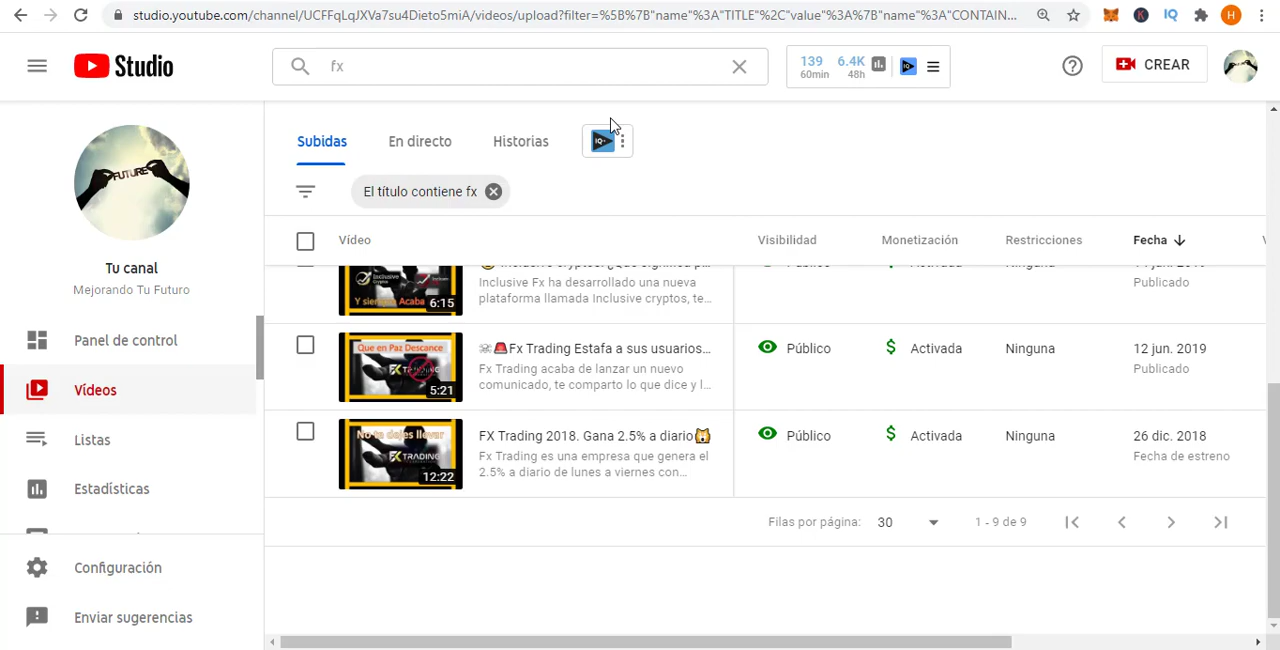 studio.youtube.com/channel/UCFFqLqJXVa7su4Dieto5miA/videos/upload?filter=%5B%7B"name"%3A"TITLE"%2C"value"%3A%7B"name"%3A"CONTAIN...
IQ
H
Studio
fx
139
60min
6.4K
48h
CREAR
FUTURE
Tu canal
Mejorando Tu Futuro
Panel de control
Vídeos
Listas
Estadísticas
Configuración
Enviar sugerencias
Subidas
En directo
Historias
El título contiene fx
Vídeo
Visibilidad
Monetización
Restricciones
Fecha
Inclusive Fx ha desarrollado una nueva
plataforma llamada Inclusive cryptos, te...
Publicado
Y siempre Acaba
6:15
Que en Paz Descance
TRADING
5:21
Fx Trading Estafa a sus usuarios...
Fx Trading acaba de lanzar un nuevo
comunicado, te comparto lo que dice y l...
Público
Activada
Ninguna
12 jun. 2019
Publicado
No te dejes llevar
TRADING
12:22
FX Trading 2018. Gana 2.5% a diario
Fx Trading es una empresa que genera el
2.5% a diario de lunes a viernes con...
Público
Activada
Ninguna
26 dic. 2018
Fecha de estreno
Filas por página:
30
1 - 9 de 9